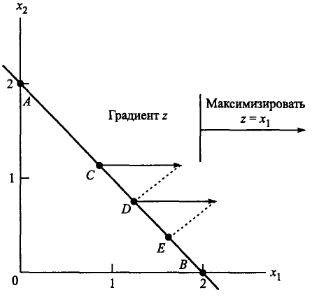 x₂
2
A
Градиент z
Максимизировать
z = x₁
C
1
D
E
B
0
1
2
x₁